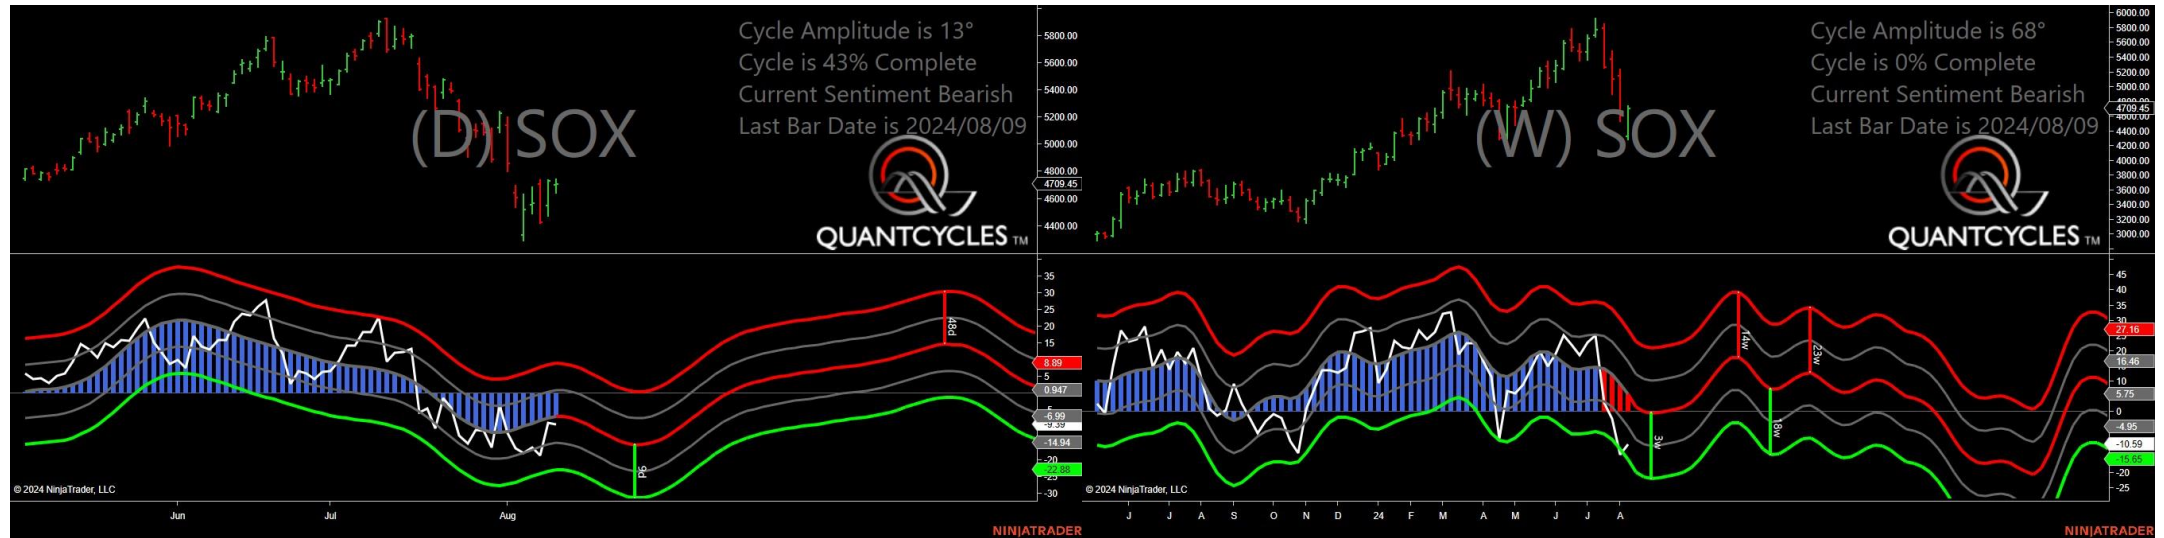 Cycle Amplitude is 13°
Cycle is 43% Complete
Current Sentiment Bearish
Last Bar Date is 2024/08/09
(D) SOX
QUANTCYCLES TM
5800.00
5600.00
5400.00
5200.00
5000.00
4800.00
4709.45
4600.00
4400.00
48d
9d
35
30
25
20
15
8.89
5
0.947
-6.99
-9.39
-14.94
-20
-22.88
-25
-30
© 2024 NinjaTrader, LLC
Jun
Jul
Aug
NINJATRADER
Cycle Amplitude is 68°
Cycle is 0% Complete
Current Sentiment Bearish
Last Bar Date is 2024/08/09
(W) SOX
QUANTCYCLES TM
6000.00
5800.00
5600.00
5400.00
5200.00
5000.00
4709.45
4600.00
4400.00
4200.00
4000.00
3800.00
3600.00
3400.00
3200.00
3000.00
14w
23w
3w
18w
45
40
35
30
27.16
20
16.46
10
5.75
0
-4.95
-10.59
-15.65
-20
-25
© 2024 NinjaTrader, LLC
J
J
A
S
O
N
D
24
F
M
A
M
J
J
A
NINJATRADER